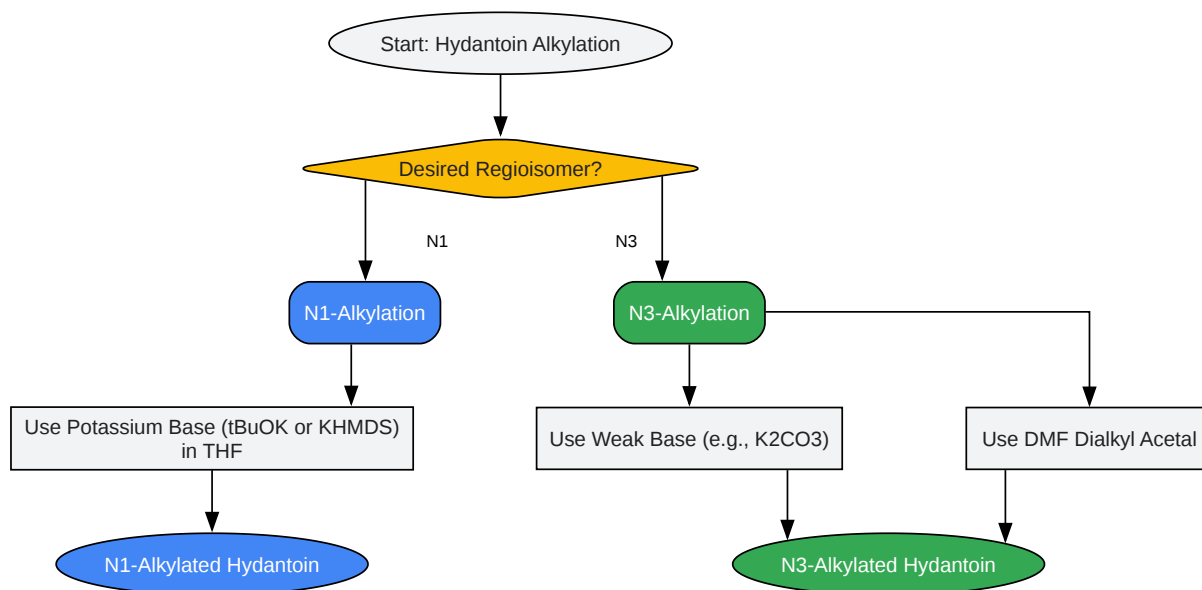 Start: Hydantoin Alkylation
Desired Regioisomer?
N1
N3
N1-Alkylation
N3-Alkylation
Use Potassium Base (tBuOK or KHMDS)
in THF
Use Weak Base (e.g., K2CO3)
Use DMF Dialkyl Acetal
N1-Alkylated Hydantoin
N3-Alkylated Hydantoin